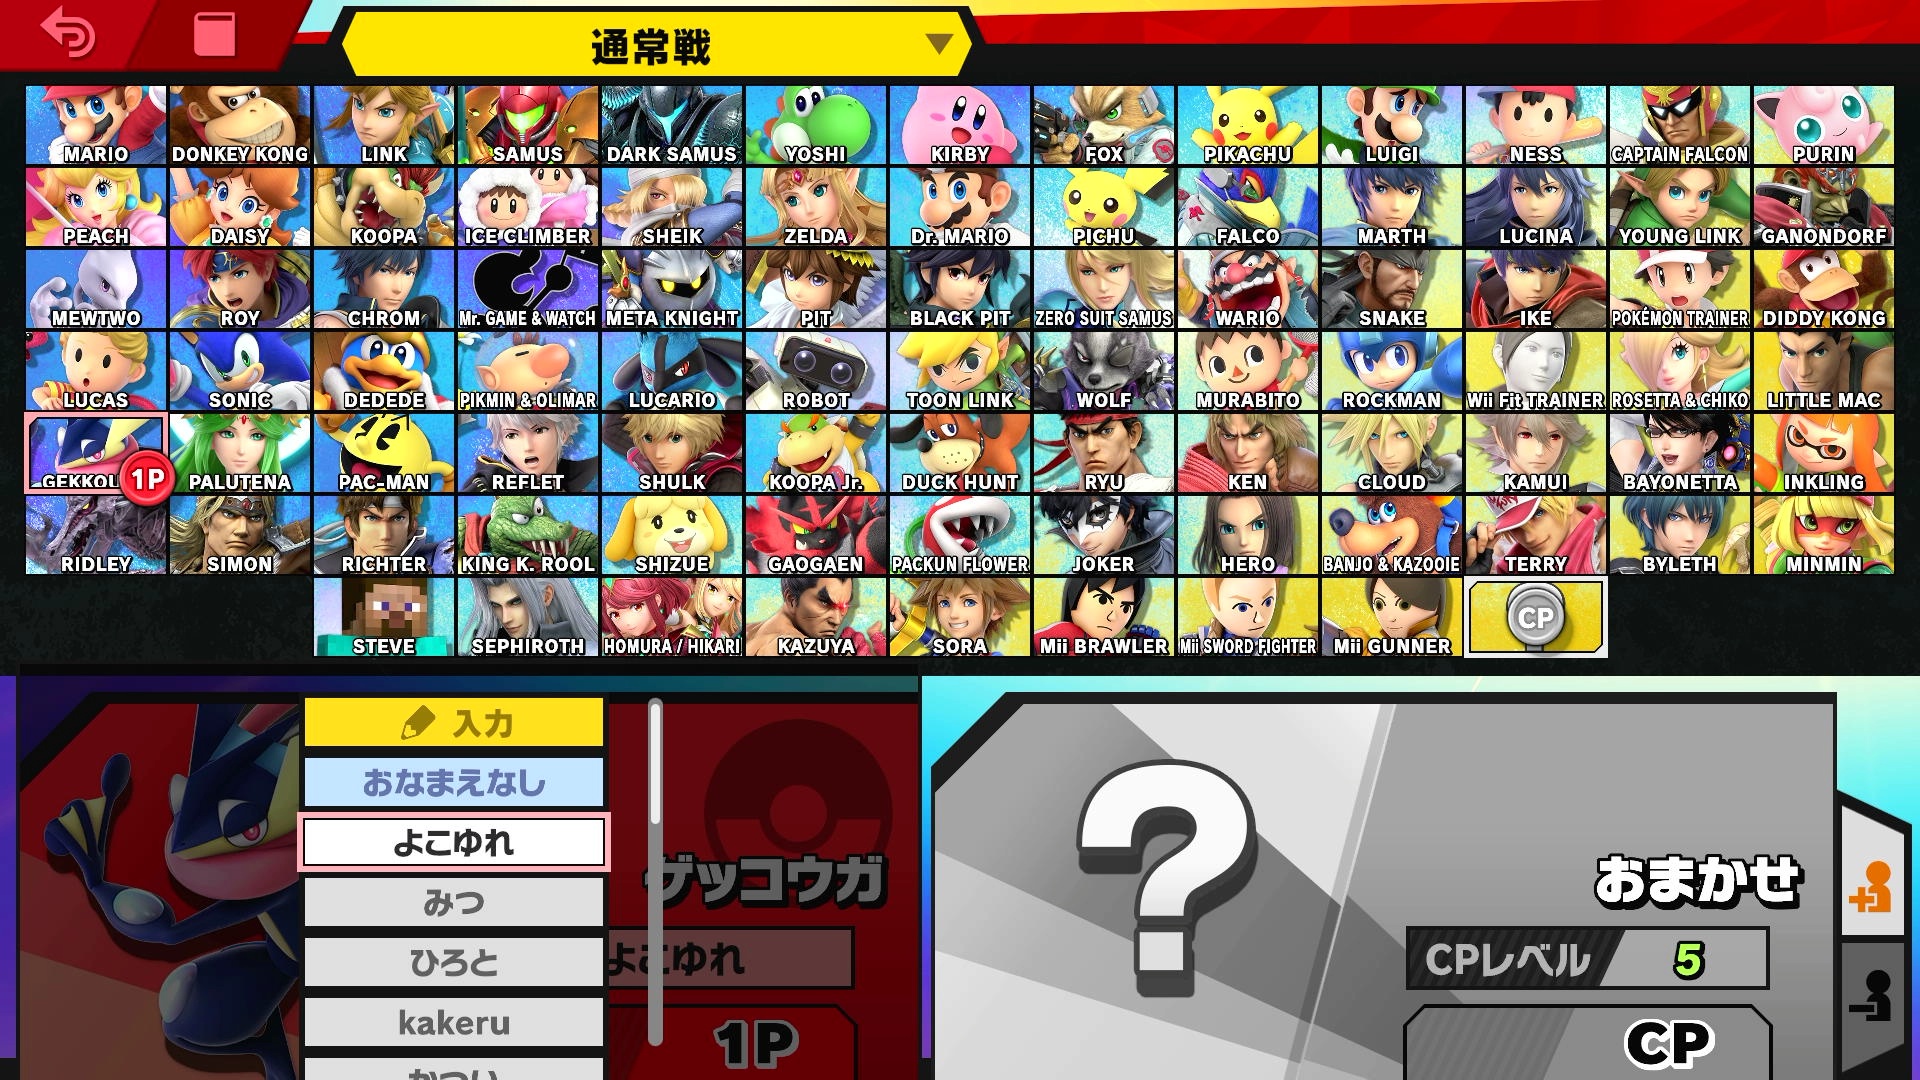 通常戦
MARIO DONKEY KONG LINK SAMUS DARK SAMUS YOSHI KIRBY FOX PIKACHU LUIGI NESS CAPTAIN FALCON PURIN
PEACH DAISY KOOPA ICE CLIMBER SHEIK ZELDA Dr. MARIO PICHU FALCO MARTH LUCINA YOUNG LINK GANONDORF
MEWTWO ROY CHROM Mr. GAME & WATCH META KNIGHT PIT BLACK PIT ZERO SUIT SAMUS WARIO SNAKE IKE POKÉMON TRAINER DIDDY KONG
LUCAS SONIC DEDEDE PIKMIN & OLIMAR LUCARIO ROBOT TOON LINK WOLF MURABITO ROCKMAN Wii Fit TRAINER ROSETTA & CHIKO LITTLE MAC
GEKKOU 1P PALUTENA PAC-MAN REFLET SHULK KOOPA Jr. DUCK HUNT RYU KEN CLOUD KAMUI BAYONETTA INKLING
RIDLEY SIMON RICHTER KING K. ROOL SHIZUE GAOGAEN PACKUN FLOWER JOKER HERO BANJO & KAZOOIE TERRY BYLETH MINMIN
STEVE SEPHIROTH HOMURA / HIKARI KAZUYA SORA Mii BRAWLER Mii SWORD FIGHTER Mii GUNNER CP
入力
おなまえなし
よこゆれ
みつ
ひろと
kakeru
かつい
ゲッコウガ
よこゆれ
1P
おまかせ
CPレベル 5
CP